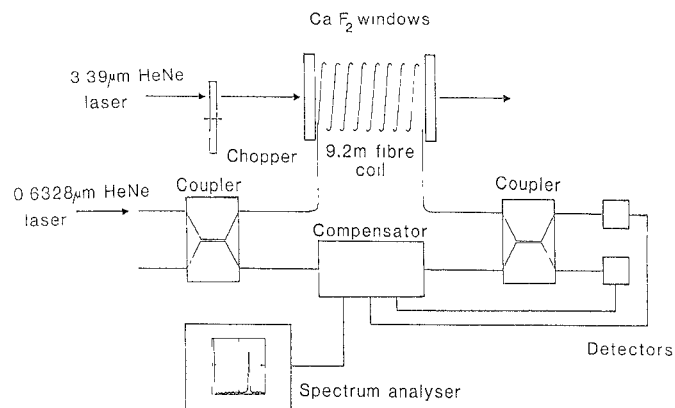 Ca F2 windows
3 39µm HeNe
laser
Chopper
9.2m fibre
coil
Coupler
Coupler
0 6328µm HeNe
laser
Compensator
Detectors
Spectrum analyser